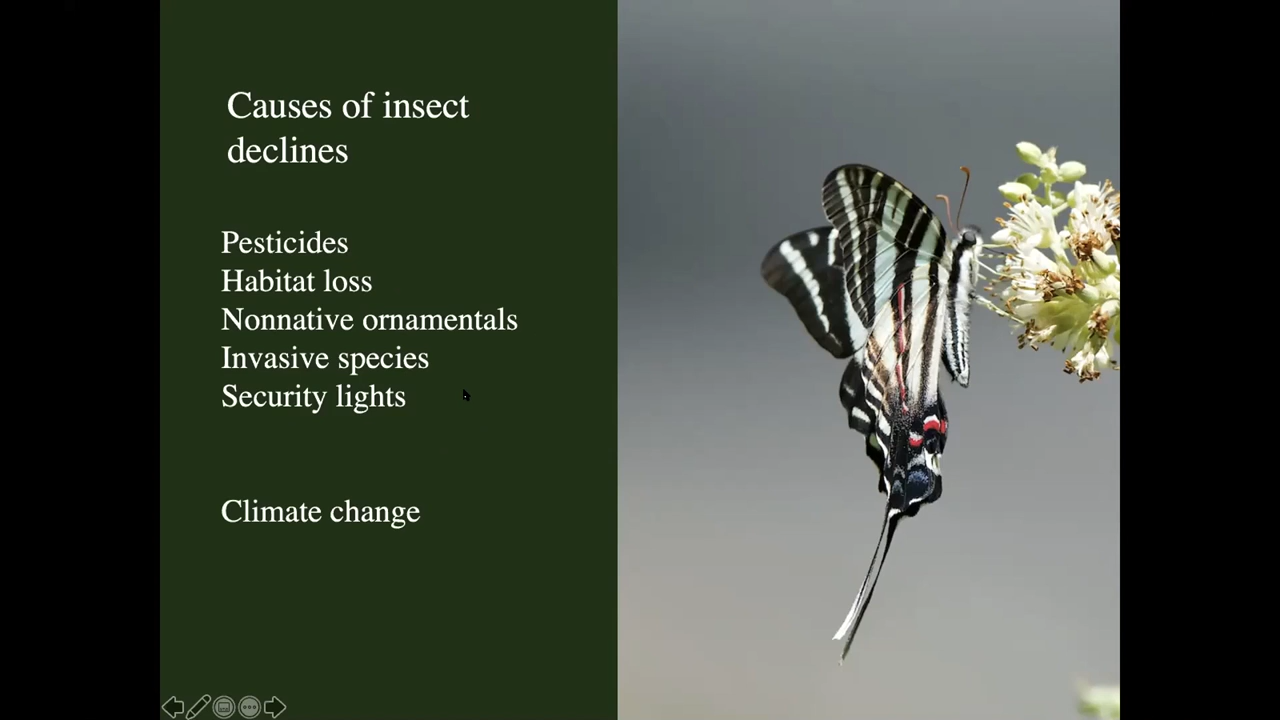 Causes of insect
declines
Pesticides
Habitat loss
Nonnative ornamentals
Invasive species
Security lights
Climate change